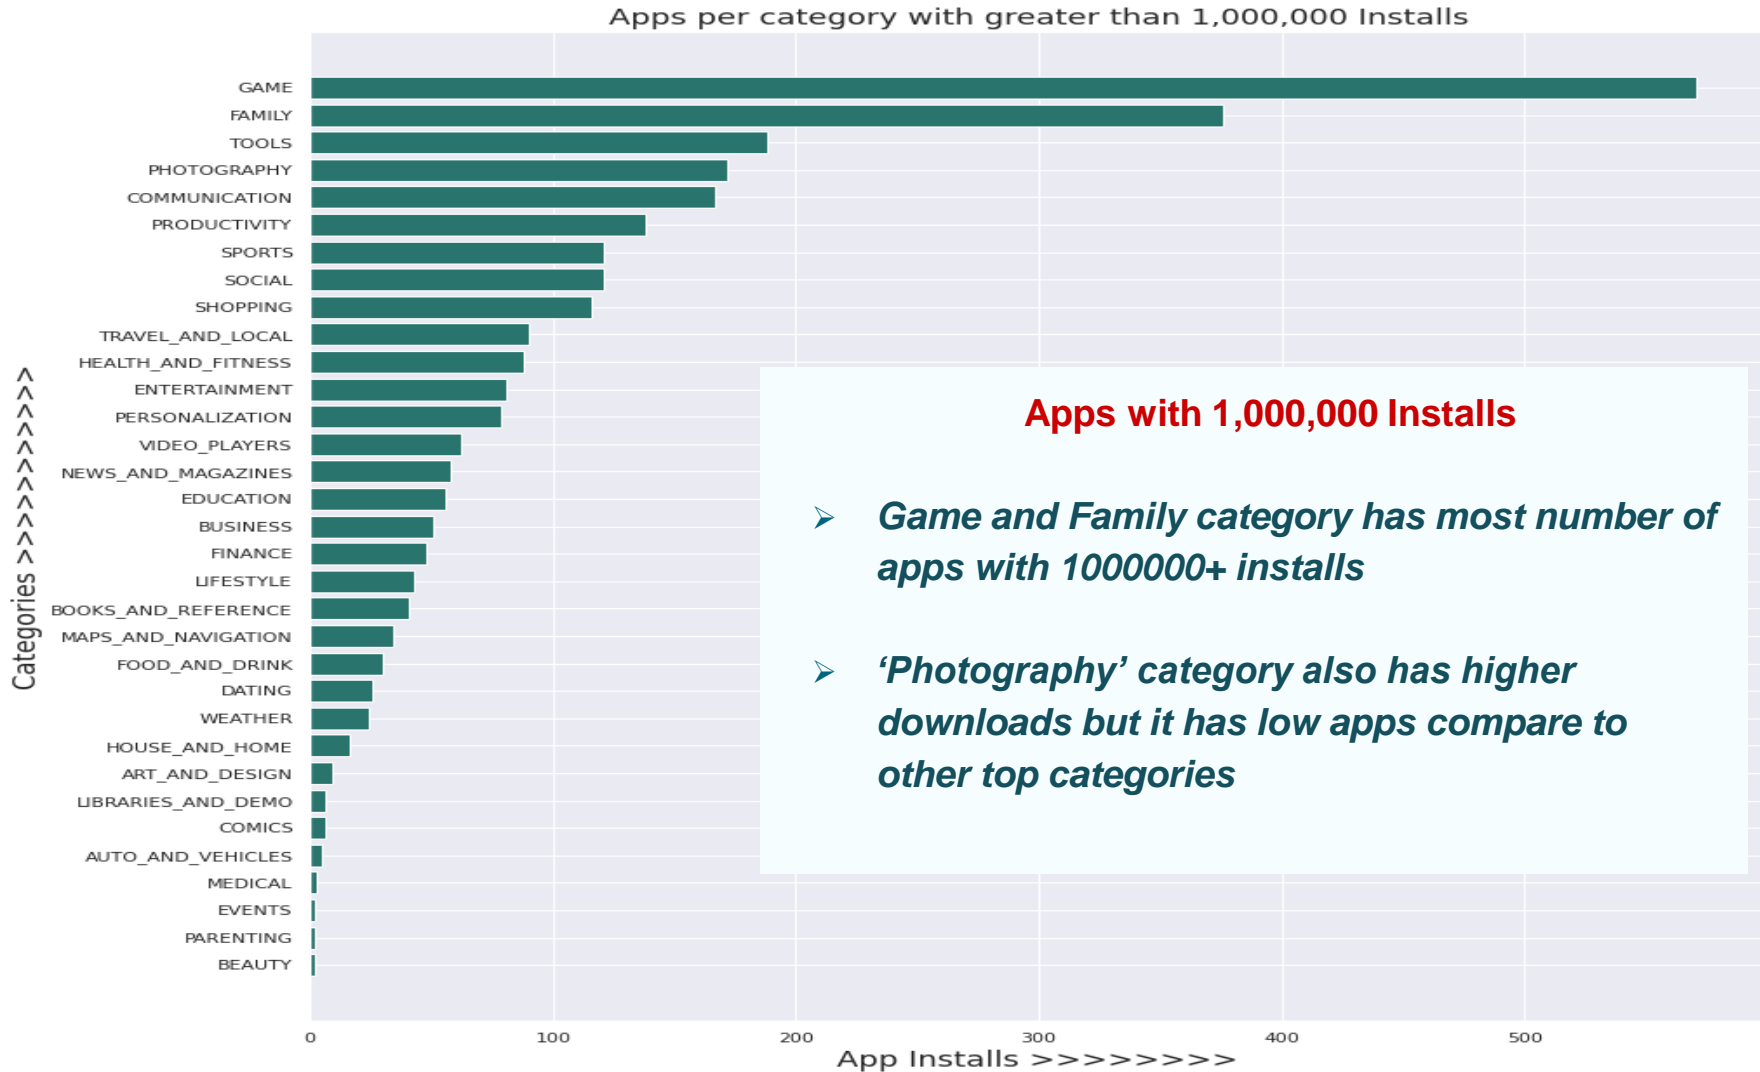 Apps per category with greater than 1,000,000 Installs
GAME
FAMILY
TOOLS
PHOTOGRAPHY
COMMUNICATION
PRODUCTIVITY
SPORTS
SOCIAL
SHOPPING
TRAVEL_AND_LOCAL
HEALTH_AND_FITNESS
ENTERTAINMENT
PERSONALIZATION
VIDEO_PLAYERS
NEWS_AND_MAGAZINES
EDUCATION
BUSINESS
FINANCE
LIFESTYLE
BOOKS_AND_REFERENCE
MAPS_AND_NAVIGATION
FOOD_AND_DRINK
DATING
WEATHER
HOUSE_AND_HOME
ART_AND_DESIGN
LIBRARIES_AND_DEMO
COMICS
AUTO_AND_VEHICLES
MEDICAL
EVENTS
PARENTING
BEAUTY
Categories >>>>>>>>>>>>>
Apps with 1,000,000 Installs
➢ Game and Family category has most number of
apps with 1000000+ installs
➢ ‘Photography’ category also has higher
downloads but it has low apps compare to
other top categories
0 100 200 300 400 500
App Installs >>>>>>>>